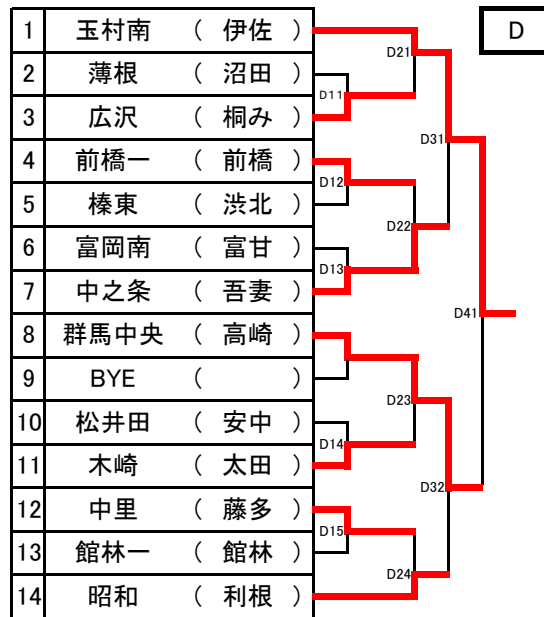 D
1 玉村南 ( 伊佐 )
2 薄根 ( 沼田 )
3 広沢 ( 桐み )
4 前橋一 ( 前橋 )
5 榛東 ( 渋北 )
6 富岡南 ( 富甘 )
7 中之条 ( 吾妻 )
8 群馬中央 ( 高崎 )
9 BYE ( )
10 松井田 ( 安中 )
11 木崎 ( 太田 )
12 中里 ( 藤多 )
13 館林一 ( 館林 )
14 昭和 ( 利根 )
D11
D12
D13
D14
D15
D21
D22
D23
D24
D31
D32
D41